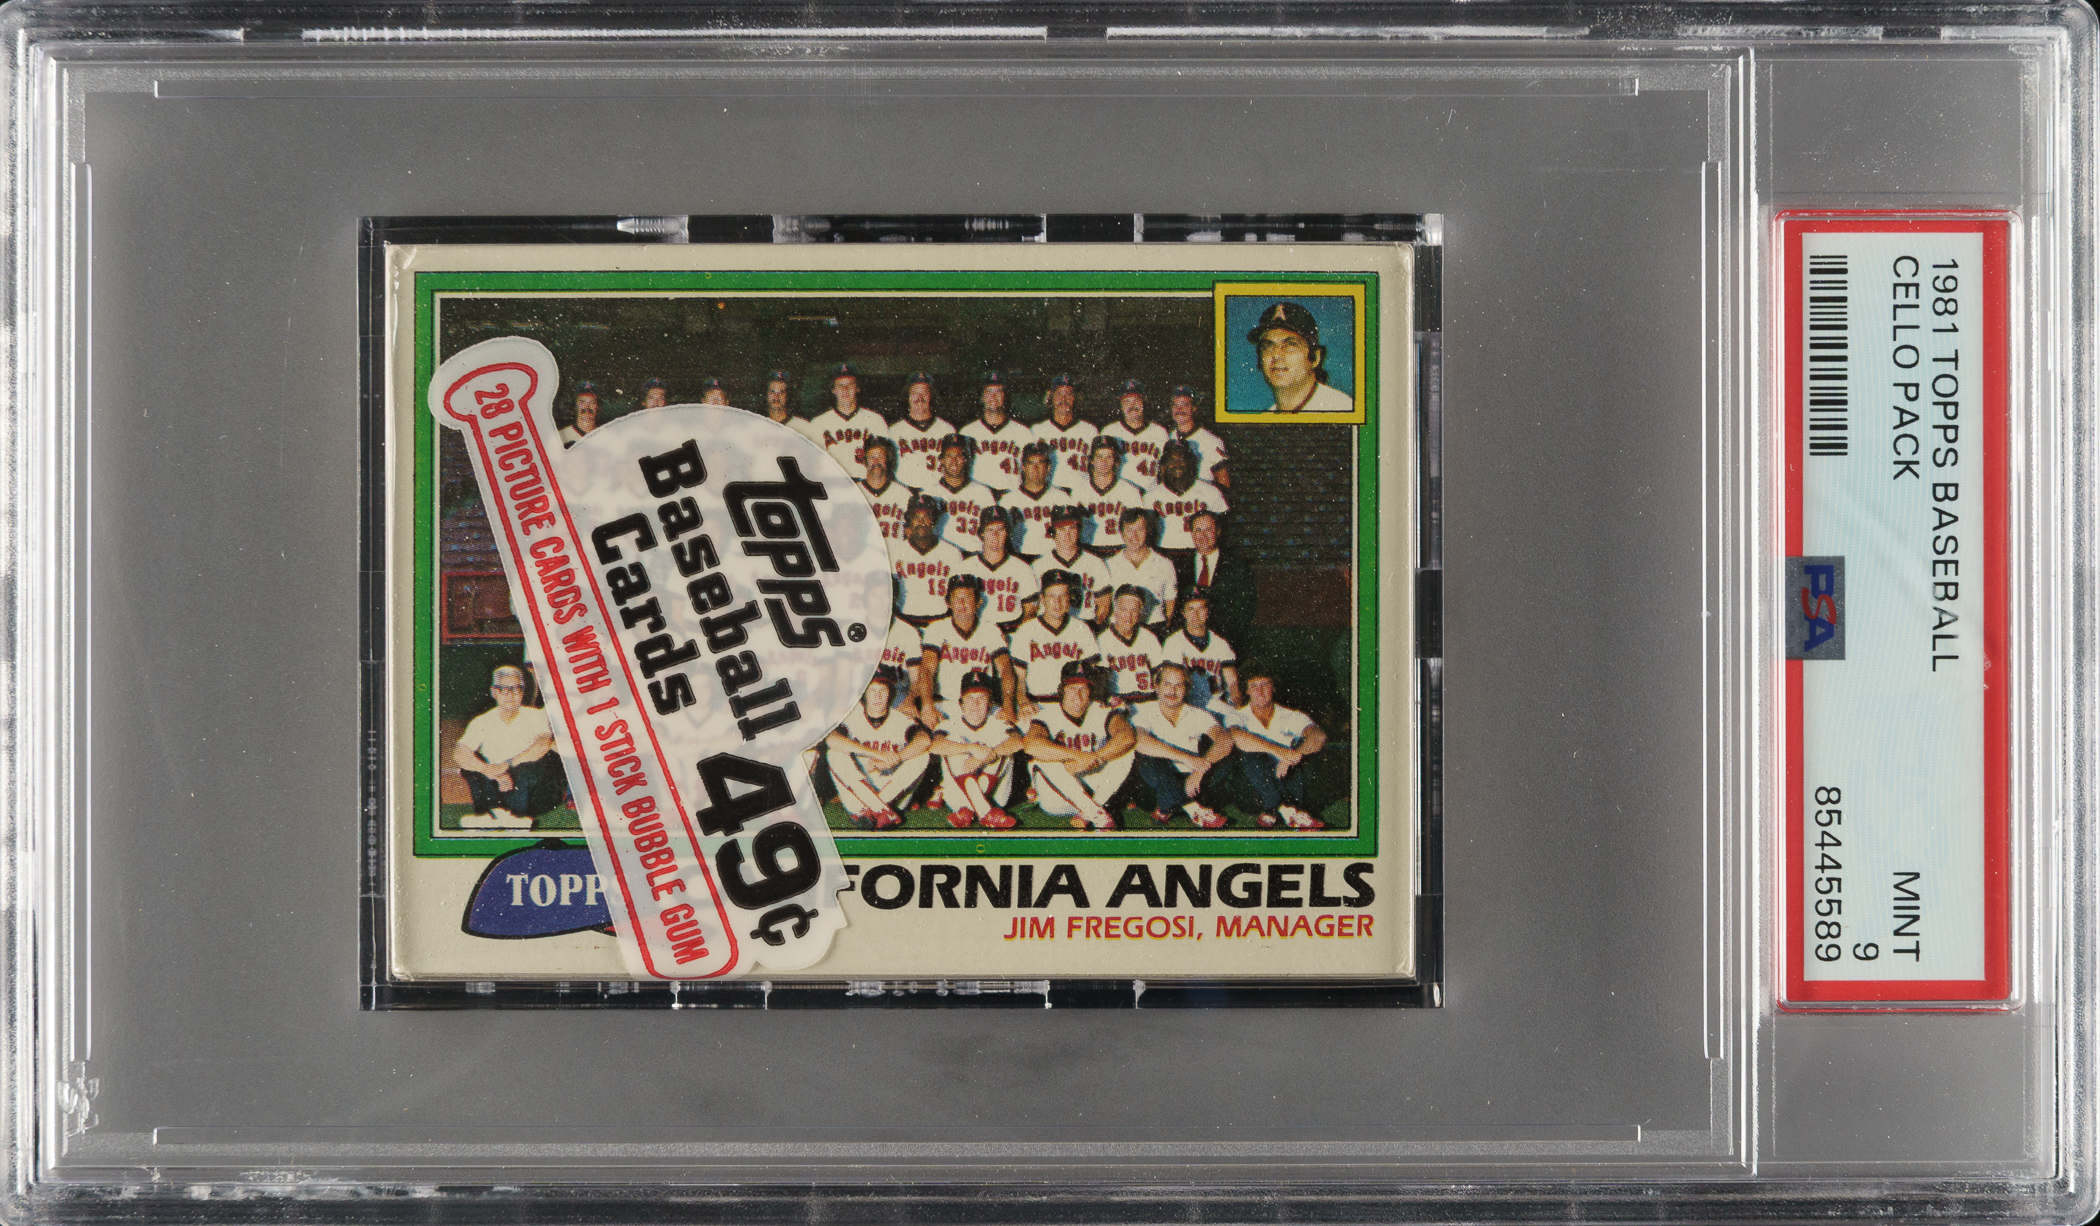 1981 TOPPS BASEBALL
CELLO PACK
MINT
9
85445589
PSA
topps®
Baseball 49¢
Cards
28 PICTURE CARDS WITH 1 STICK BUBBLE GUM
TOPPS
FORNIA ANGELS
JIM FREGOSI, MANAGER